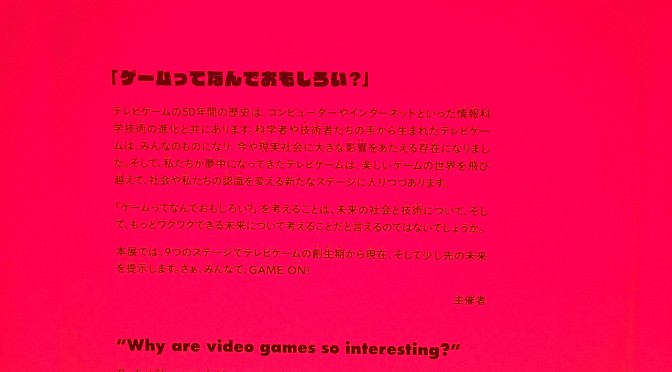 「ゲームってなんでおもしろい?」
テレビゲームの50年間の歴史は、コンピューターやインターネットといった情報科
学技術の進化と共にあります。科学者や技術者たちの手から生まれたテレビゲー
ムは、みんなのものになり、今や現実社会に大きな影響をあたえる存在になりまし
た。そして、私たちが夢中になってきたテレビゲームは、楽しいゲームの世界を飛び
越えて、社会や私たちの認識を変える新たなステージに入りつつあります。
「ゲームってなんでおもしろい?」を考えることは、未来の社会と技術について、そし
て、もっとワクワクできる未来について考えることだと言えるのではないでしょうか。
本展では、9つのステージでテレビゲームの創生期から現在、そして少し先の未来
を提示します。さぁ、みんなで、GAME ON!
主催者
"Why are video games so interesting?"